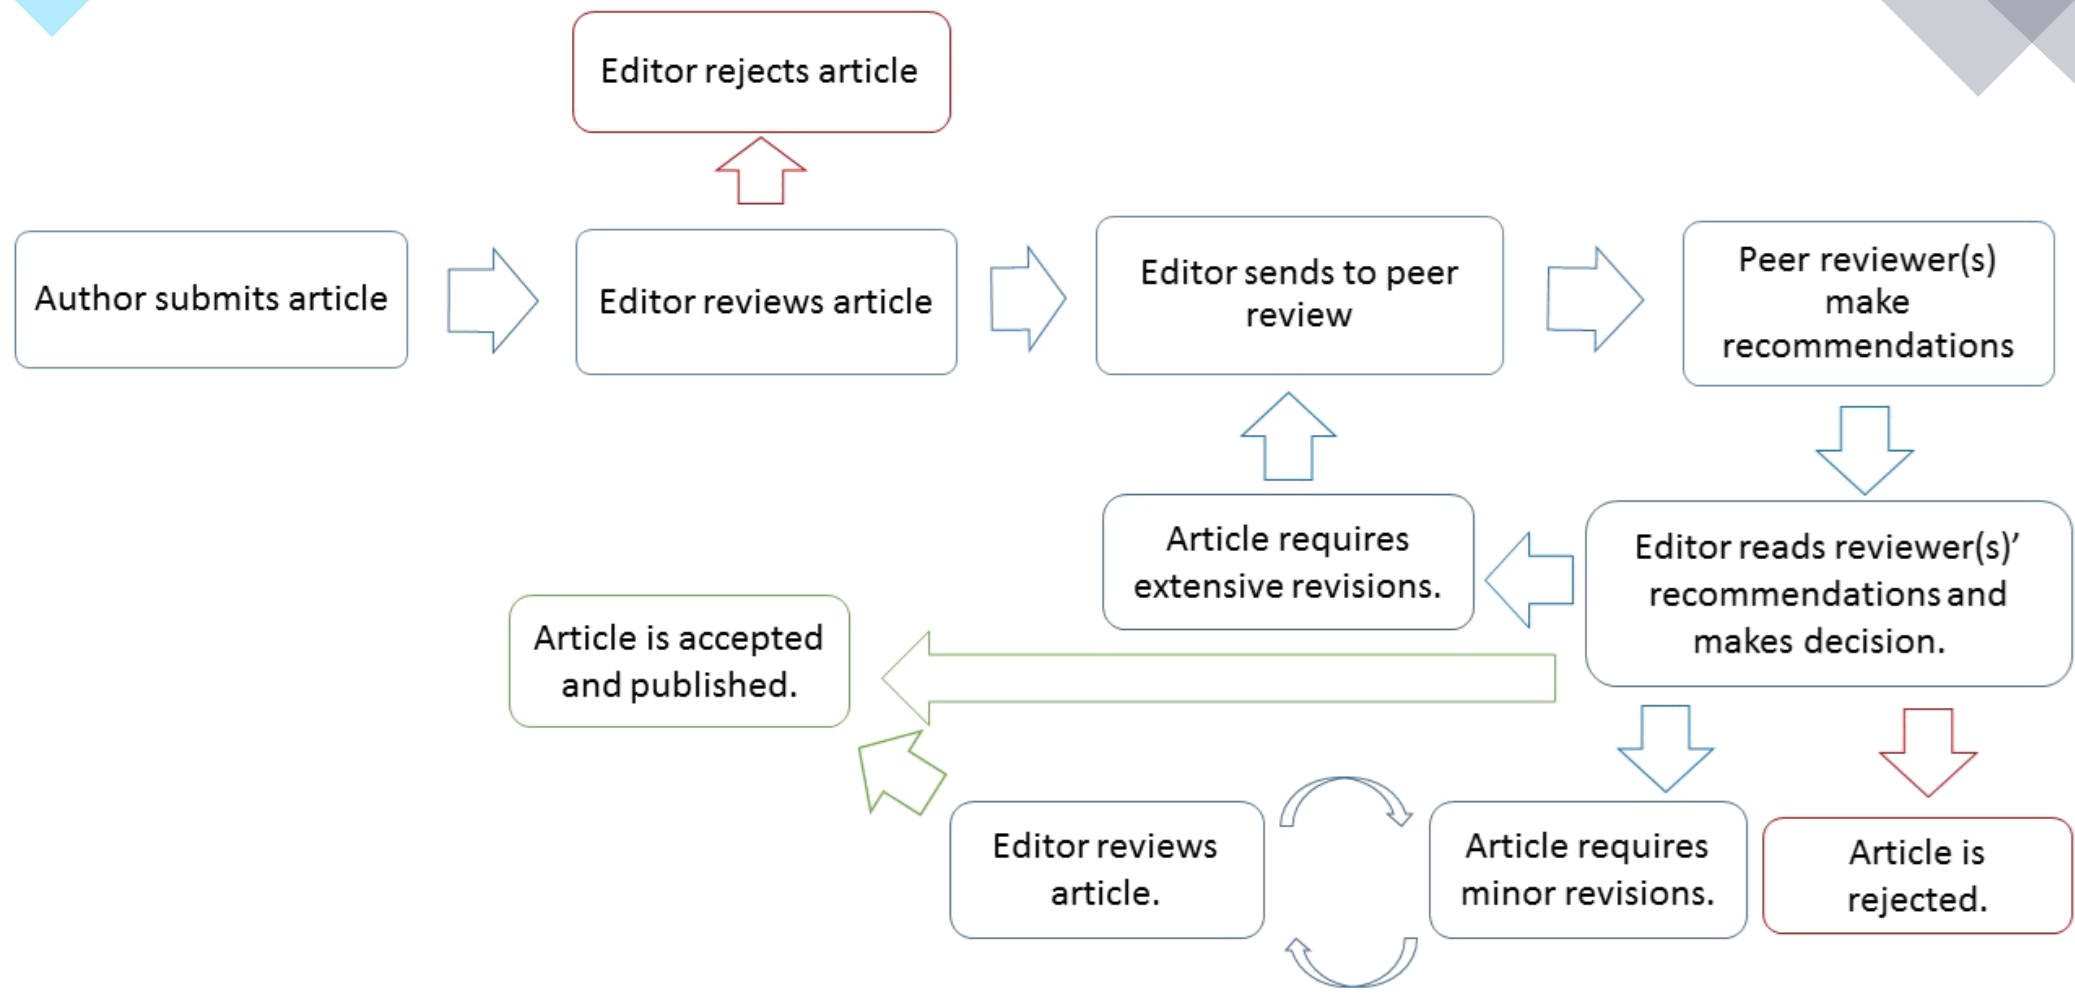 Editor rejects article
Author submits article
Editor reviews article
Editor sends to peer
review
Peer reviewer(s)
make
recommendations
Article requires
extensive revisions.
Editor reads reviewer(s)’
recommendations and
makes decision.
Article is accepted
and published.
Editor reviews
article.
Article requires
minor revisions.
Article is
rejected.